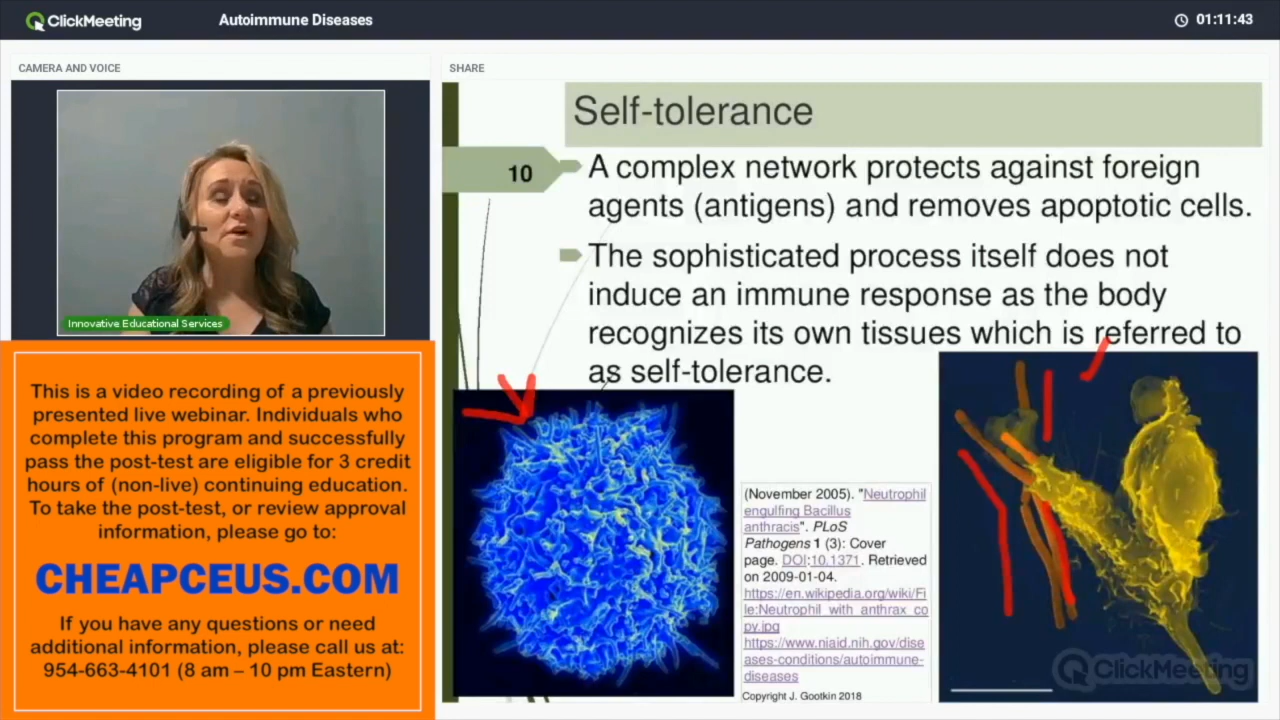 ClickMeeting
Autoimmune Diseases
01:11:43
CAMERA AND VOICE
Innovative Educational Services
This is a video recording of a previously
presented live webinar. Individuals who
complete this program and successfully
pass the post-test are eligible for 3 credit
hours of (non-live) continuing education.
To take the post-test, or review approval
information, please go to:
CHEAPCEUS.COM
If you have any questions or need
additional information, please call us at:
954-663-4101 (8 am – 10 pm Eastern)
SHARE
Self-tolerance
10
A complex network protects against foreign
agents (antigens) and removes apoptotic cells.
The sophisticated process itself does not
induce an immune response as the body
recognizes its own tissues which is referred to
as self-tolerance.
(November 2005). "Neutrophil
engulfing Bacillus
anthracis". PLoS
Pathogens 1 (3): Cover
page. DOI:10.1371. Retrieved
on 2009-01-04.
https://en.wikipedia.org/wiki/Fi
le:Neutrophil_with_anthrax_co
py.jpg
https://www.niaid.nih.gov/dise
ases-conditions/autoimmune-
diseases
Copyright J. Gootkin 2018
ClickMeeting